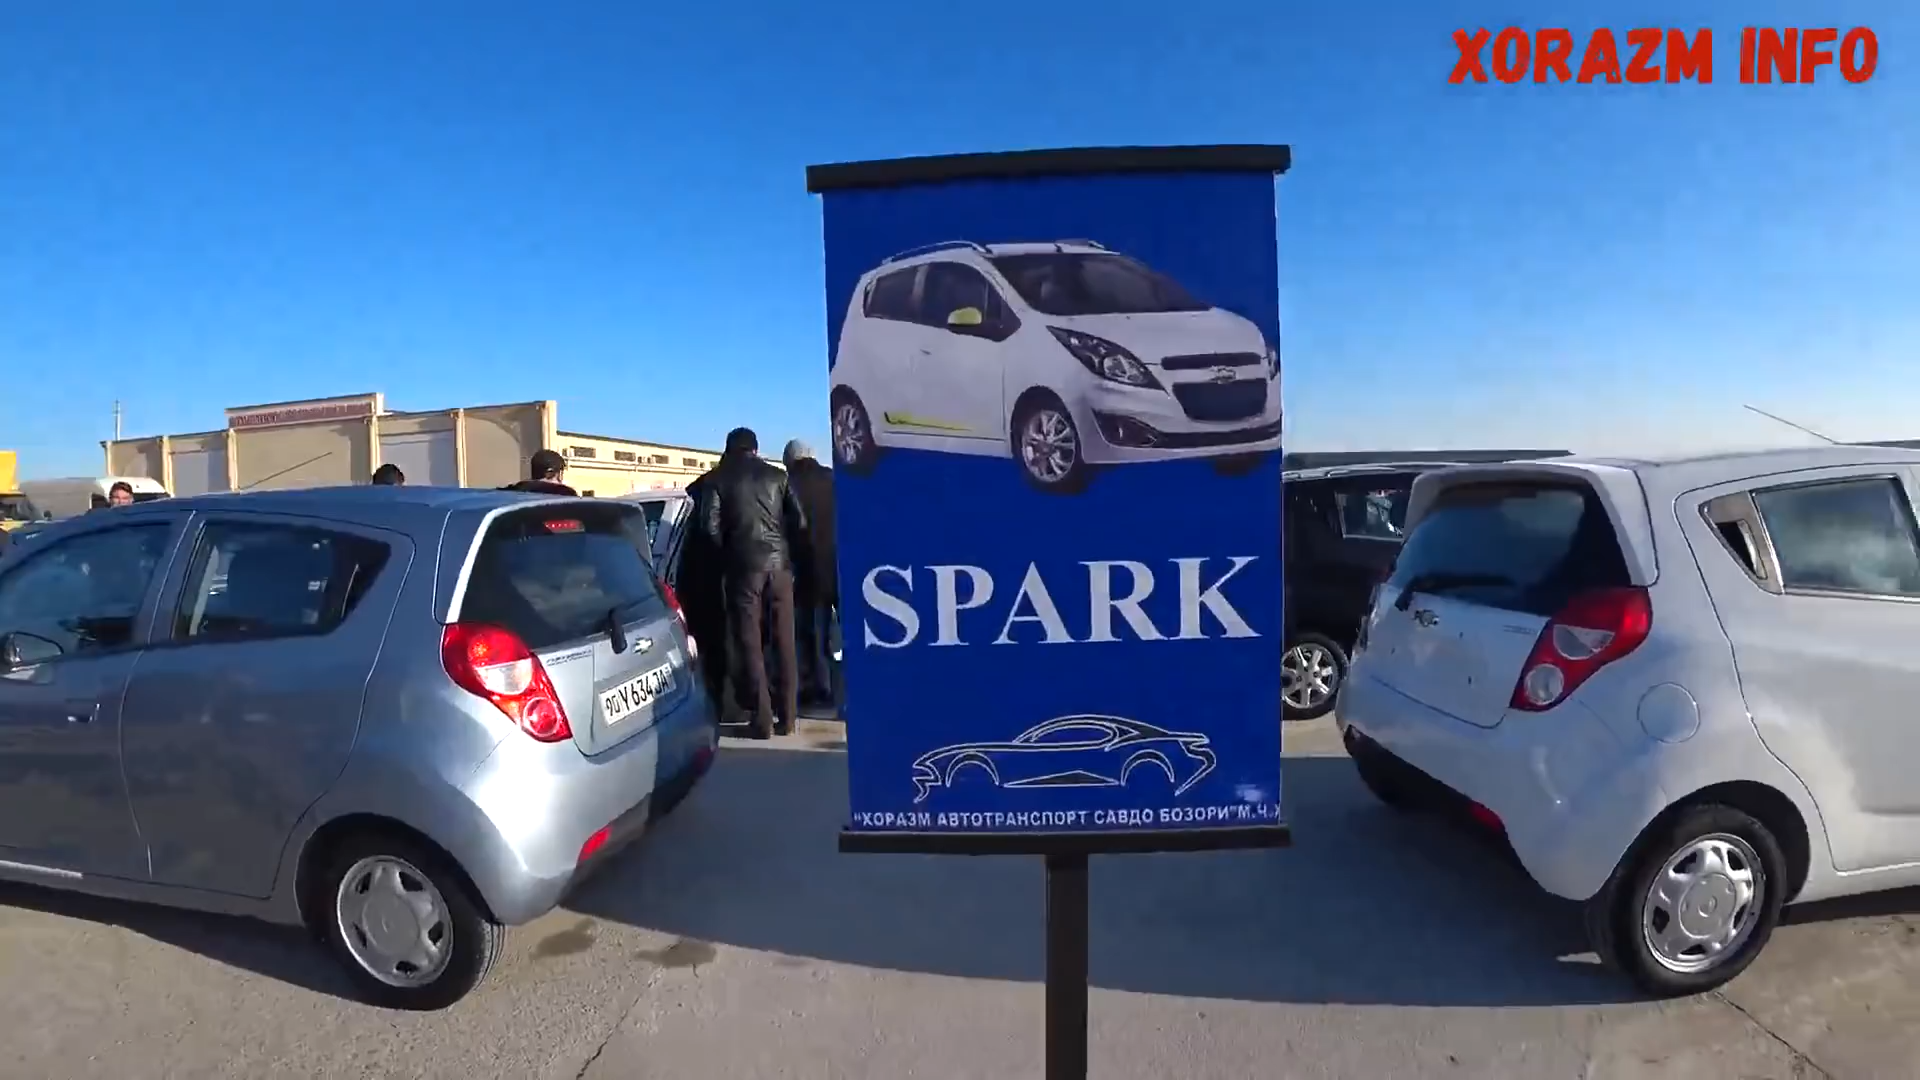 XORAZM INFO
SPARK
"ХОРАЗМ АВТОТРАНСПОРТ САВДО БОЗОРИ" М.Ч.Х
90 Y 634 JA